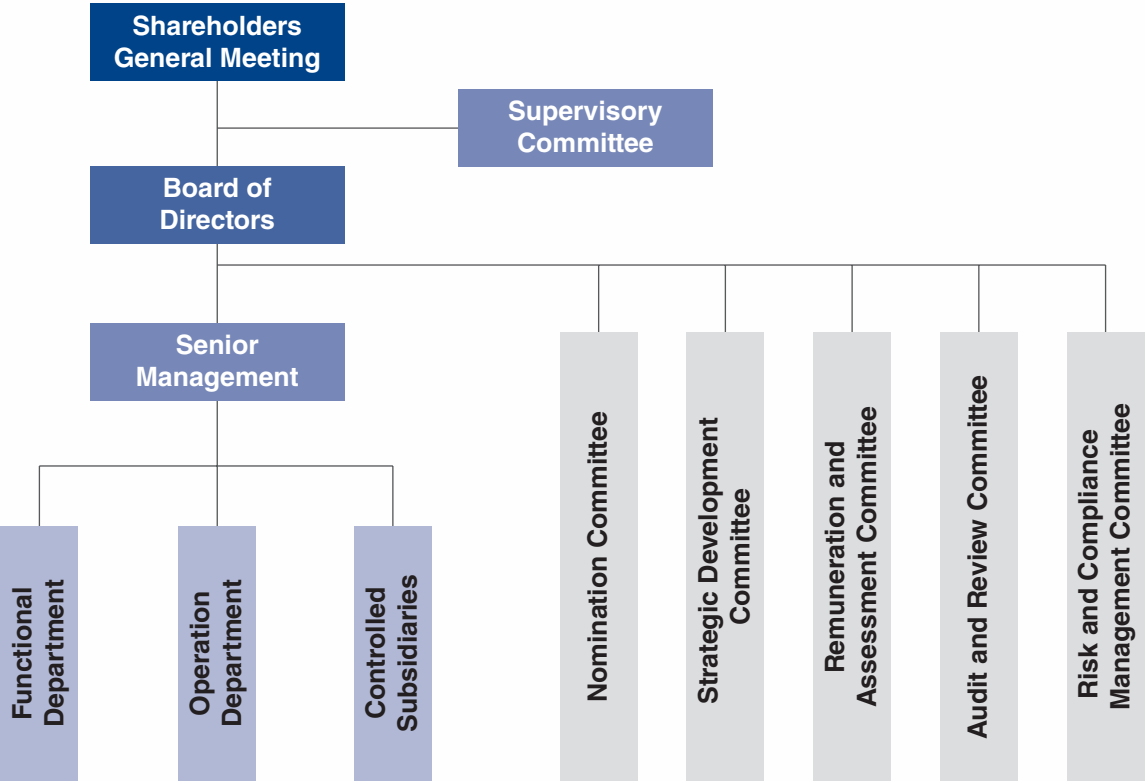 Shareholders
General Meeting
Supervisory
Committee
Board of
Directors
Senior
Management
Functional
Department
Operation
Department
Controlled
Subsidiaries
Nomination Committee
Strategic Development
Committee
Remuneration and
Assessment Committee
Audit and Review Committee
Risk and Compliance
Management Committee